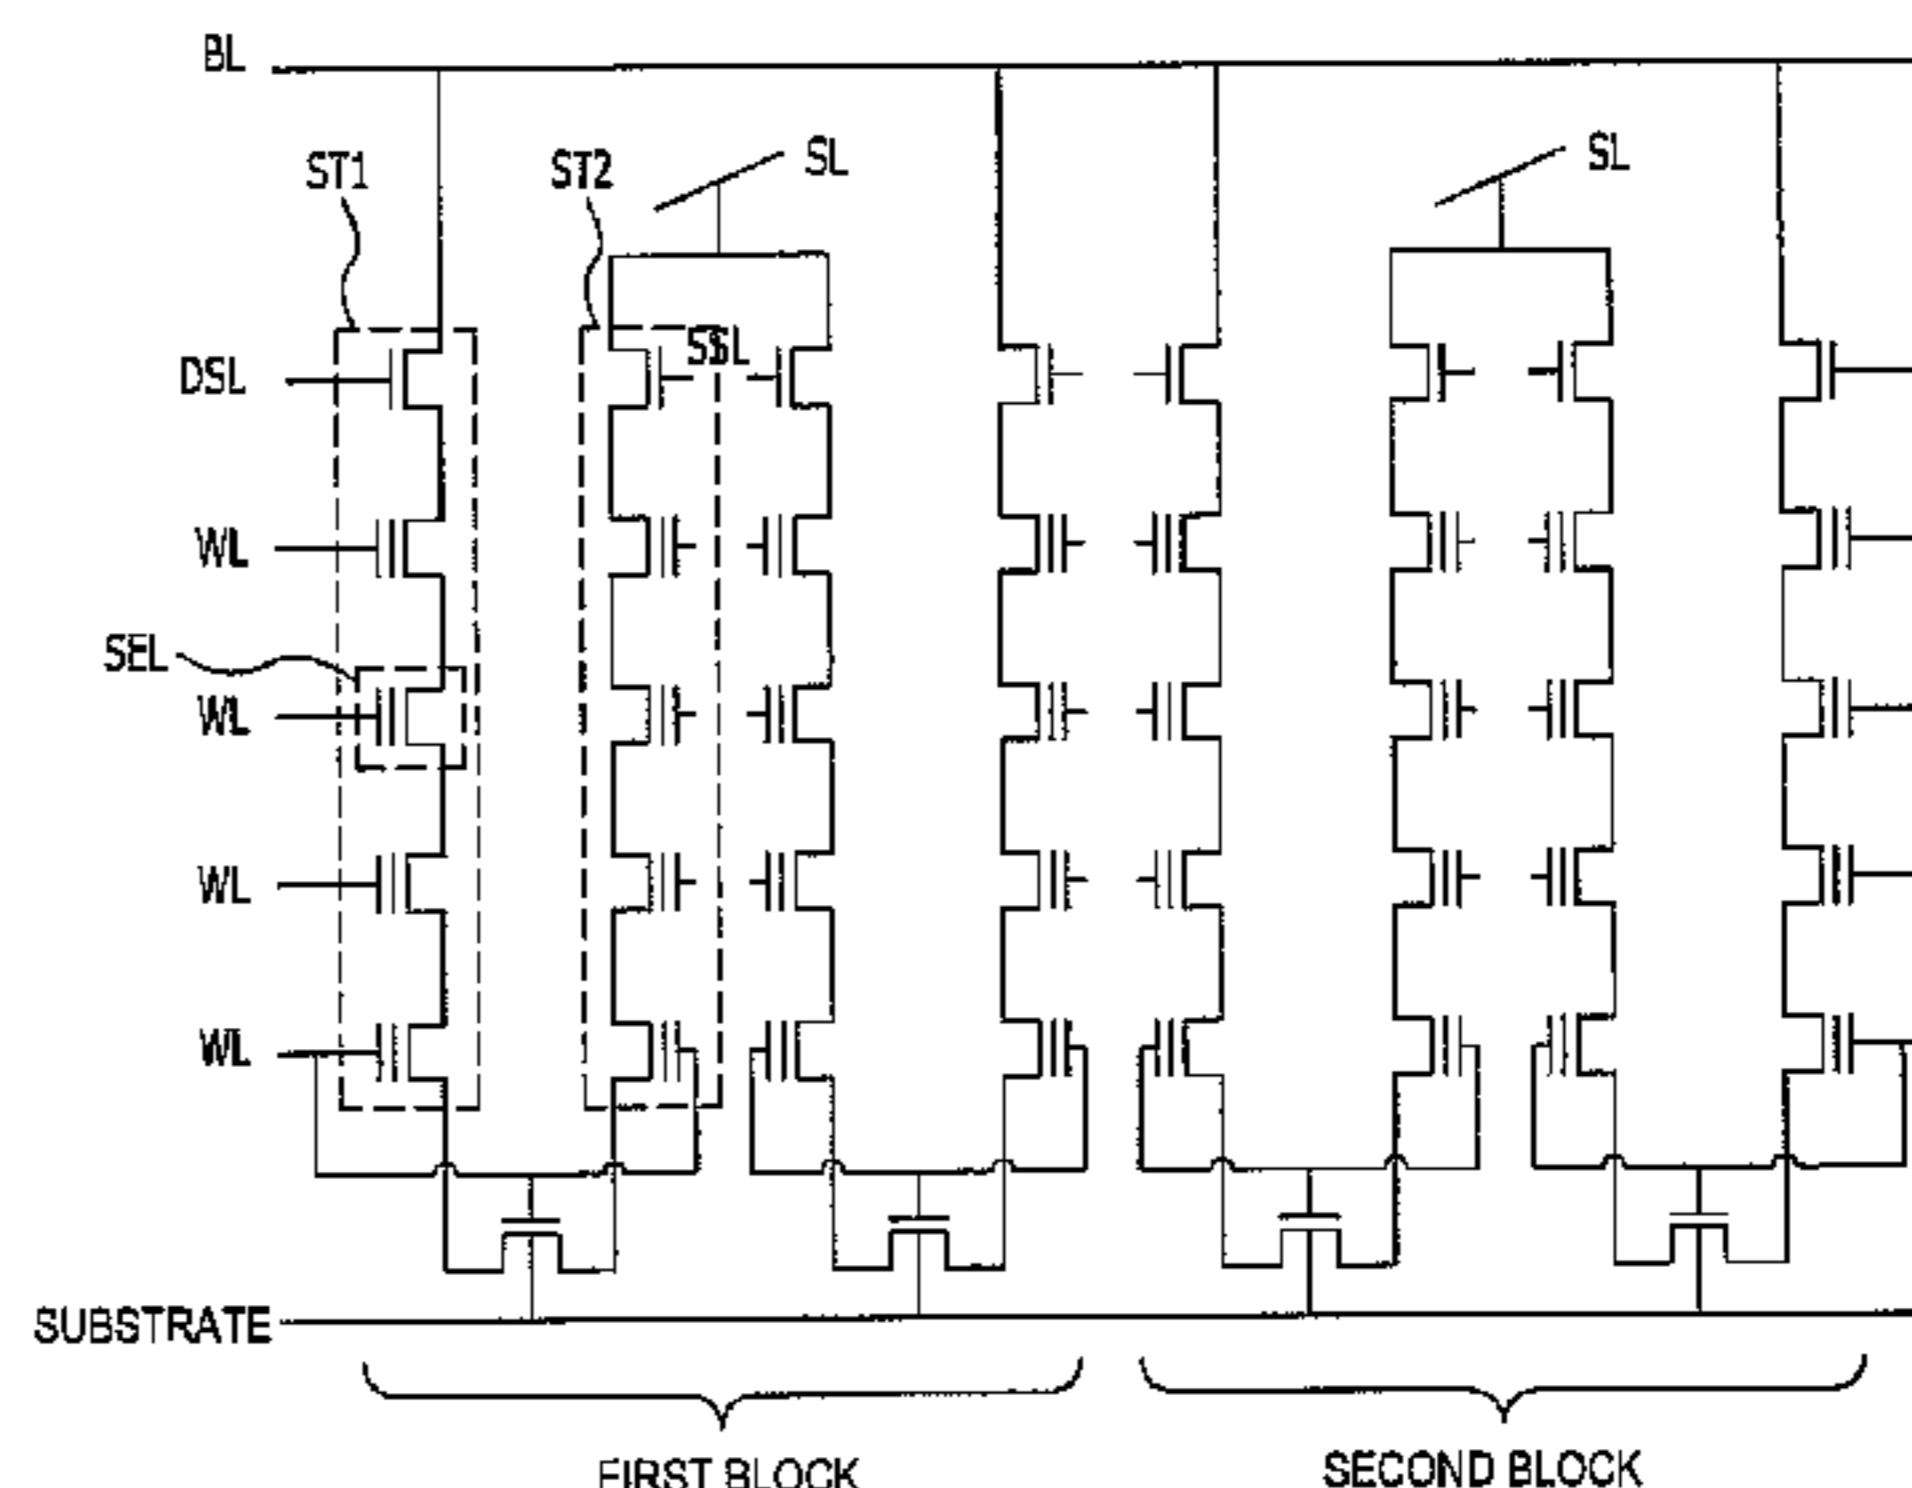 BL
ST1
ST2
SL
SL
SSL
DSL
WL
SEL
WL
WL
WL
SUBSTRATE
FIRST BLOCK
SECOND BLOCK